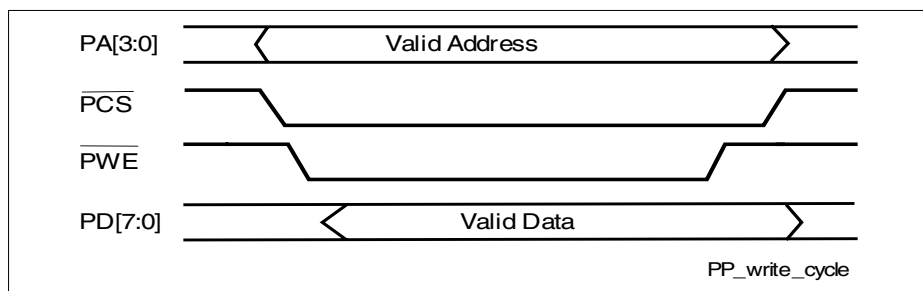 PA[3:0] Valid Address
PCS
PWE
PD[7:0] Valid Data
PP_write_cycle